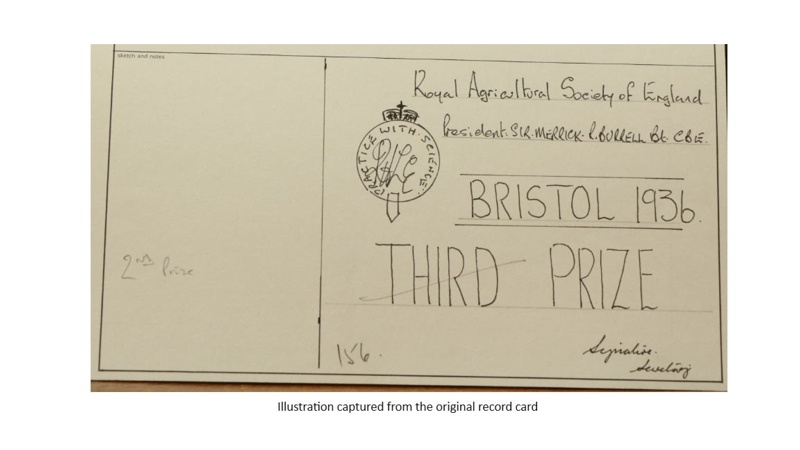 sketch and notes
Royal Agricultural Society of England
President. SIR. MERRICK. R. BURRELL Bt. C.B.E.
PRACTICE WITH. SCIENCE.
RASE
BRISTOL 1936.
THIRD PRIZE
2nd Prize
156.
Signature.
Secretary
Illustration captured from the original record card